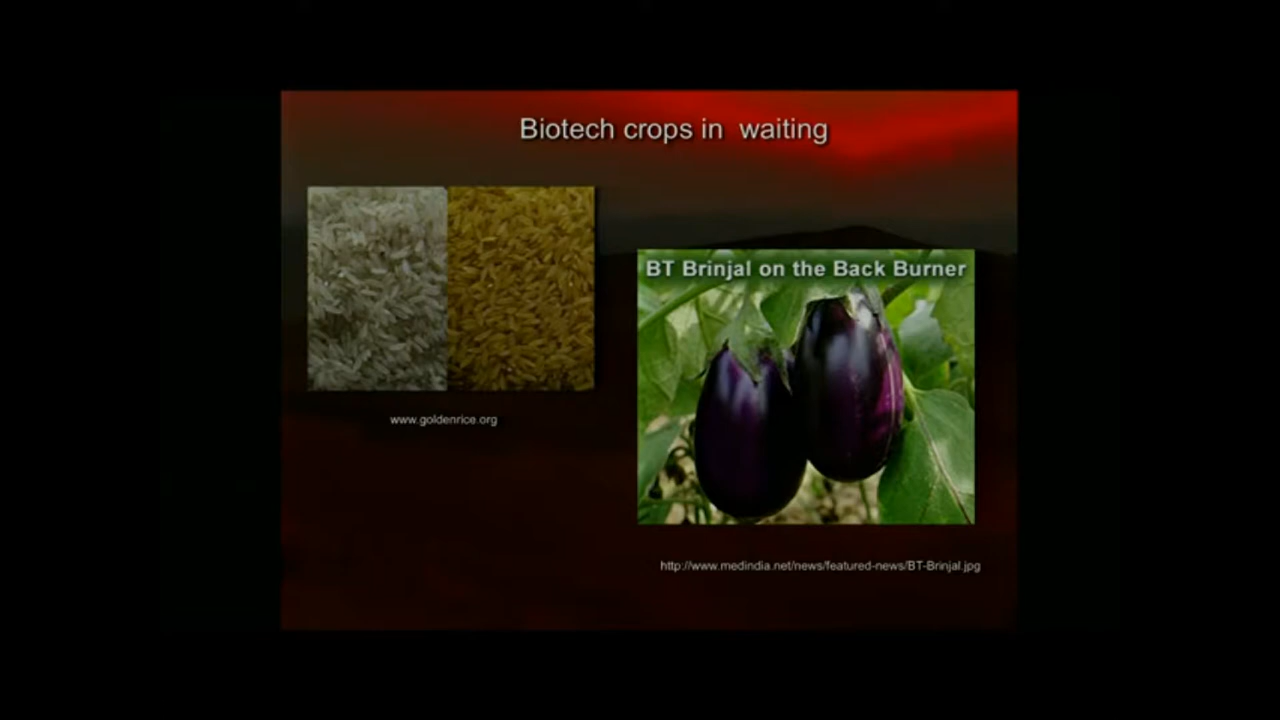 Biotech crops in waiting
BT Brinjal on the Back Burner
www.goldenrice.org
http://www.medindia.net/news/featured-news/BT-Brinjal.jpg